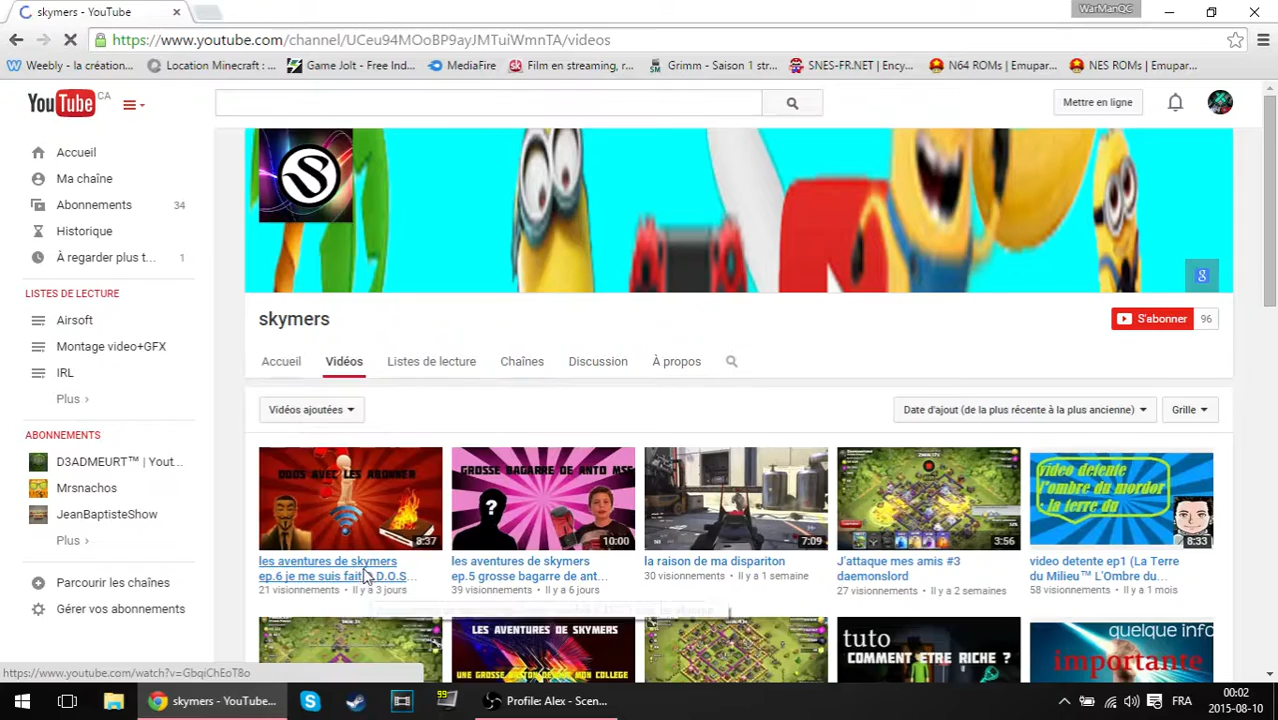 skymers - YouTube
WarManQC
https://www.youtube.com/channel/UCeu94MOoBP9ayJMTuiWmnTA/videos
Weebly - la création...
Location Minecraft : ...
Game Jolt - Free Ind...
MediaFire
Film en streaming, r...
Grimm - Saison 1 str...
SNES-FR.NET | Ency...
N64 ROMs | Emupar...
NES ROMs | Emupar...
YouTube CA
Mettre en ligne
Accueil
Ma chaîne
Abonnements 34
Historique
À regarder plus t... 1
LISTES DE LECTURE
Airsoft
Montage video+GFX
IRL
Plus ›
ABONNEMENTS
D3ADMEURT™ | Yout...
Mrsnachos
JeanBaptisteShow
Plus ›
Parcourir les chaînes
Gérer vos abonnements
skymers
S'abonner 96
Accueil
Vidéos
Listes de lecture
Chaînes
Discussion
À propos
Vidéos ajoutées
Date d'ajout (de la plus récente à la plus ancienne)
Grille
DDOS AVEC LES ABONNER
8:37
les aventures de skymers
ep.6 je me suis fait D.D.O.S...
21 visionnements • Il y a 3 jours
GROSSE BAGARRE DE ANTO MSE
?
10:00
les aventures de skymers
ep.5 grosse bagarre de ant...
39 visionnements • Il y a 6 jours
7:09
la raison de ma dispariton
30 visionnements • Il y a 1 semaine
3:56
J'attaque mes amis #3
daemonslord
27 visionnements • Il y a 2 semaines
video detente
l'ombre du mordor
- la terre du
8:33
video detente ep1 (La Terre
du Milieu™ L'Ombre du...
58 visionnements • Il y a 1 mois
LES AVENTURES DE SKYMERS
UNE GROSSE BASTON DE MON COLLEGE
tuto
COMMENT ETRE RICHE ?
quelque info
importante
https://www.youtube.com/watch?v=GbqiChEoT8o
skymers - YouTube...
99
Profile: Alex - Scen...
FRA
00:02
2015-08-10